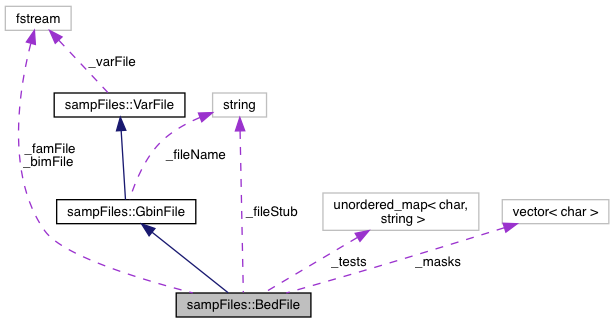 fstream
_varFile
sampFiles::VarFile
string
_famFile
_bimFile
_fileName
sampFiles::GbinFile
_fileStub
unordered_map< char,
string >
vector< char >
_tests
_masks
sampFiles::BedFile